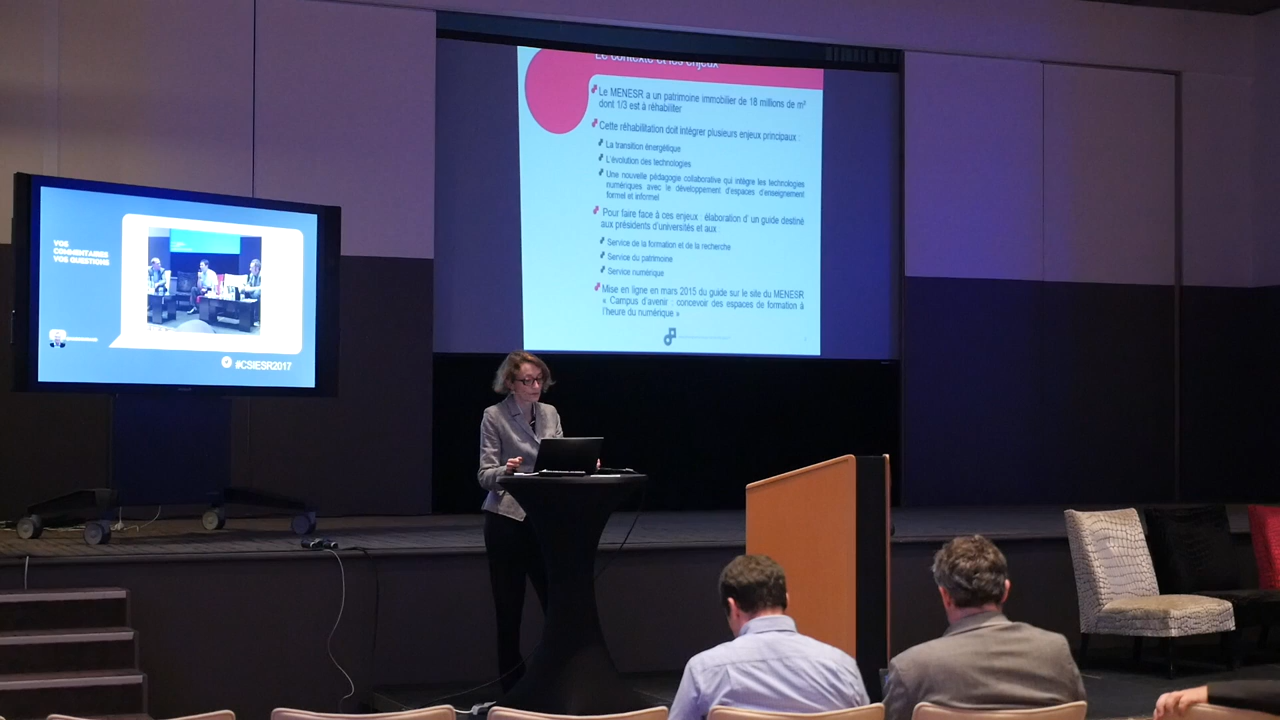 VOS
COMMENTAIRES
VOS QUESTIONS
#CSIESR2017
Le contexte et les enjeux
Le MENESR a un patrimoine immobilier de 18 millions de m²
dont 1/3 est à réhabiliter
Cette réhabilitation doit intégrer plusieurs enjeux principaux :
La transition énergétique
L'évolution des technologies
Une nouvelle pédagogie collaborative qui intègre les technologies
numériques avec le développement d'espaces d'enseignement
formel et informel
Pour faire face à ces enjeux : élaboration d' un guide destiné
aux présidents d'universités et aux :
Service de la formation et de la recherche
Service du patrimoine
Service numérique
Mise en ligne en mars 2015 du guide sur le site du MENESR
« Campus d'avenir : concevoir des espaces de formation à
l'heure du numérique »